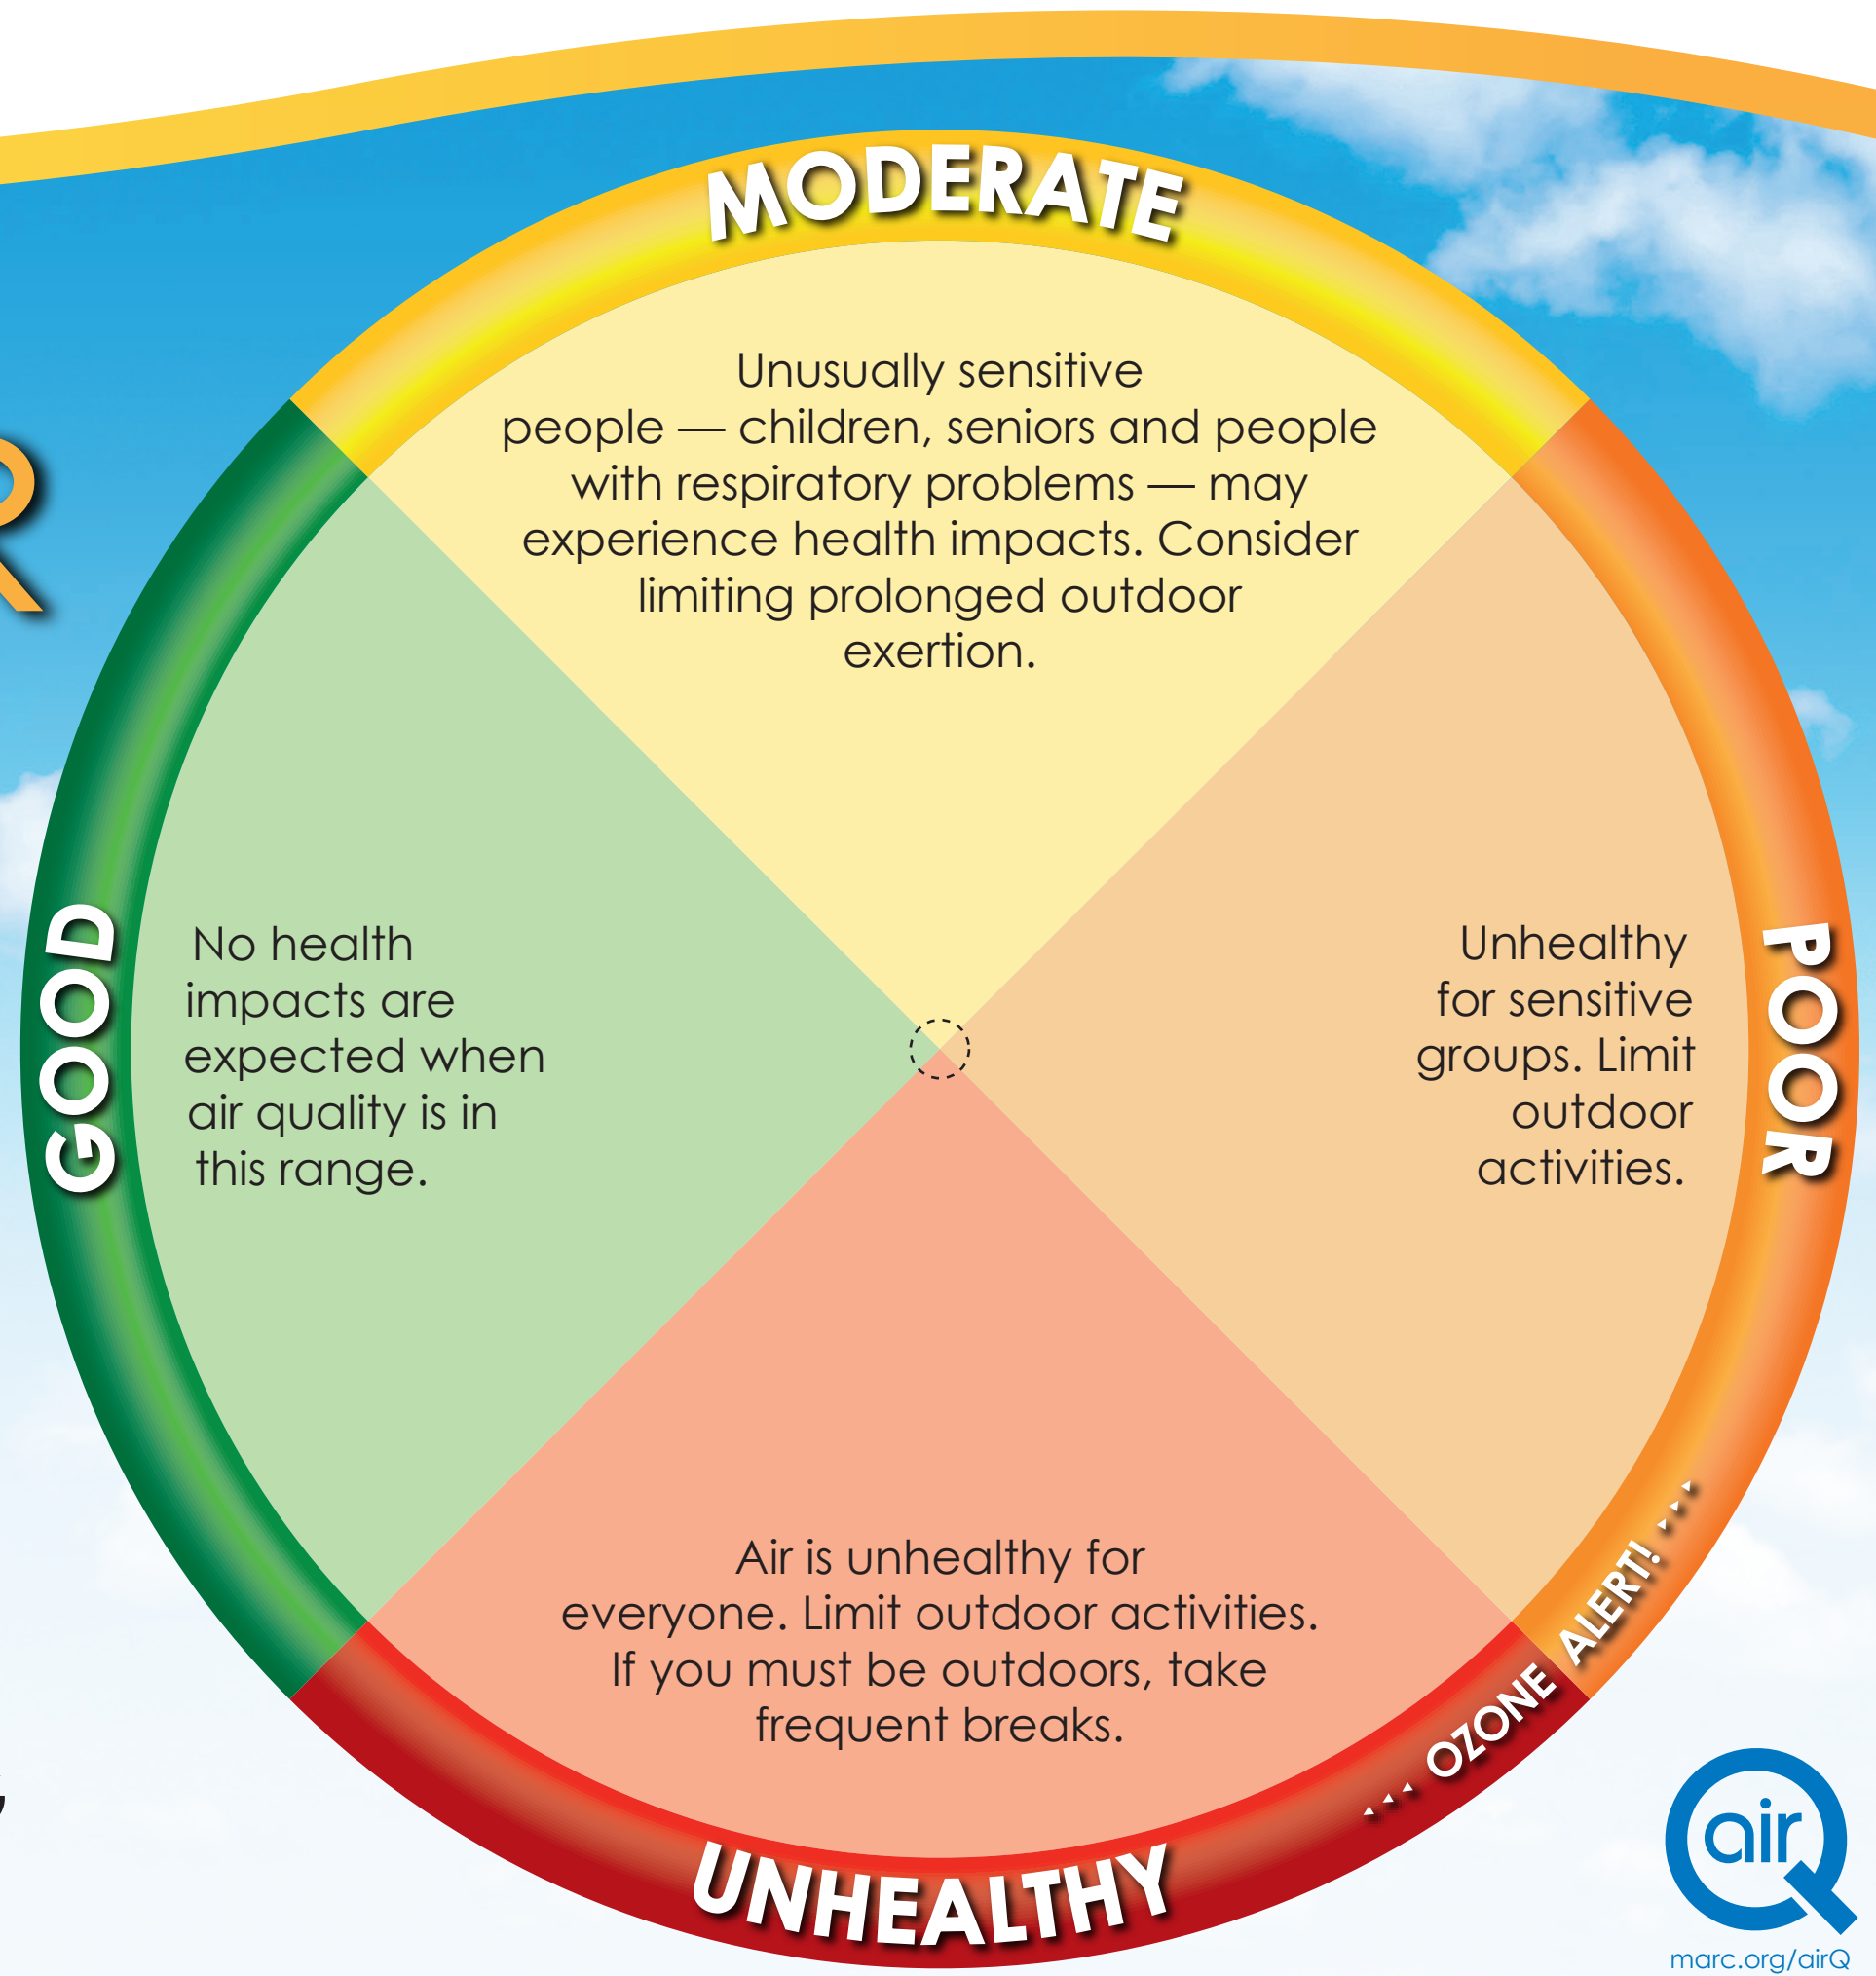 MODERATE
Unusually sensitive
people — children, seniors and people
with respiratory problems — may
experience health impacts. Consider
limiting prolonged outdoor
exertion.
GOOD
No health
impacts are
expected when
air quality is in
this range.
POOR
Unhealthy
for sensitive
groups. Limit
outdoor
activities.
Air is unhealthy for
everyone. Limit outdoor activities.
If you must be outdoors, take
frequent breaks.
UNHEALTHY
OZONE ALERT!
airQ
marc.org/airQ